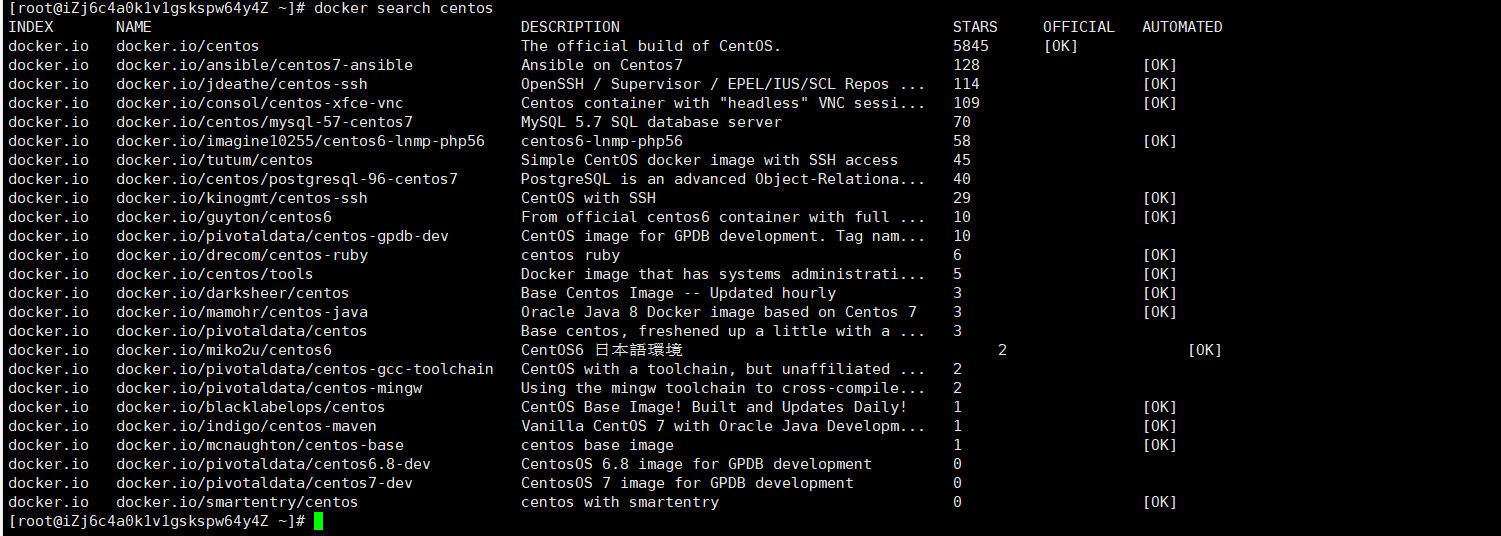 [root@iZj6c4a0k1v1gskspw64y4Z ~]# docker search centos
INDEX NAME DESCRIPTION STARS OFFICIAL AUTOMATED
docker.io docker.io/centos The official build of CentOS. 5845 [OK]
docker.io docker.io/ansible/centos7-ansible Ansible on Centos7 128 [OK]
docker.io docker.io/jdeathe/centos-ssh OpenSSH / Supervisor / EPEL/IUS/SCL Repos ... 114 [OK]
docker.io docker.io/consol/centos-xfce-vnc Centos container with "headless" VNC sessi... 109 [OK]
docker.io docker.io/centos/mysql-57-centos7 MySQL 5.7 SQL database server 70
docker.io docker.io/imagine10255/centos6-lnmp-php56 centos6-lnmp-php56 58 [OK]
docker.io docker.io/tutum/centos Simple CentOS docker image with SSH access 45
docker.io docker.io/centos/postgresql-96-centos7 PostgreSQL is an advanced Object-Relationa... 40
docker.io docker.io/kinogmt/centos-ssh CentOS with SSH 29 [OK]
docker.io docker.io/guyton/centos6 From official centos6 container with full ... 10 [OK]
docker.io docker.io/pivotaldata/centos-gpdb-dev CentOS image for GPDB development. Tag nam... 10
docker.io docker.io/drecom/centos-ruby centos ruby 6 [OK]
docker.io docker.io/centos/tools Docker image that has systems administrati... 5 [OK]
docker.io docker.io/darksheer/centos Base Centos Image -- Updated hourly 3 [OK]
docker.io docker.io/mamohr/centos-java Oracle Java 8 Docker image based on Centos 7 3 [OK]
docker.io docker.io/pivotaldata/centos Base centos, freshened up a little with a ... 3
docker.io docker.io/miko2u/centos6 CentOS6 日本語環境 2 [OK]
docker.io docker.io/pivotaldata/centos-gcc-toolchain CentOS with a toolchain, but unaffiliated ... 2
docker.io docker.io/pivotaldata/centos-mingw Using the mingw toolchain to cross-compile... 2
docker.io docker.io/blacklabelops/centos CentOS Base Image! Built and Updates Daily! 1 [OK]
docker.io docker.io/indigo/centos-maven Vanilla CentOS 7 with Oracle Java Developm... 1 [OK]
docker.io docker.io/mcnaughton/centos-base centos base image 1 [OK]
docker.io docker.io/pivotaldata/centos6.8-dev CentosOS 6.8 image for GPDB development 0
docker.io docker.io/pivotaldata/centos7-dev CentosOS 7 image for GPDB development 0
docker.io docker.io/smartentry/centos centos with smartentry 0 [OK]
[root@iZj6c4a0k1v1gskspw64y4Z ~]#